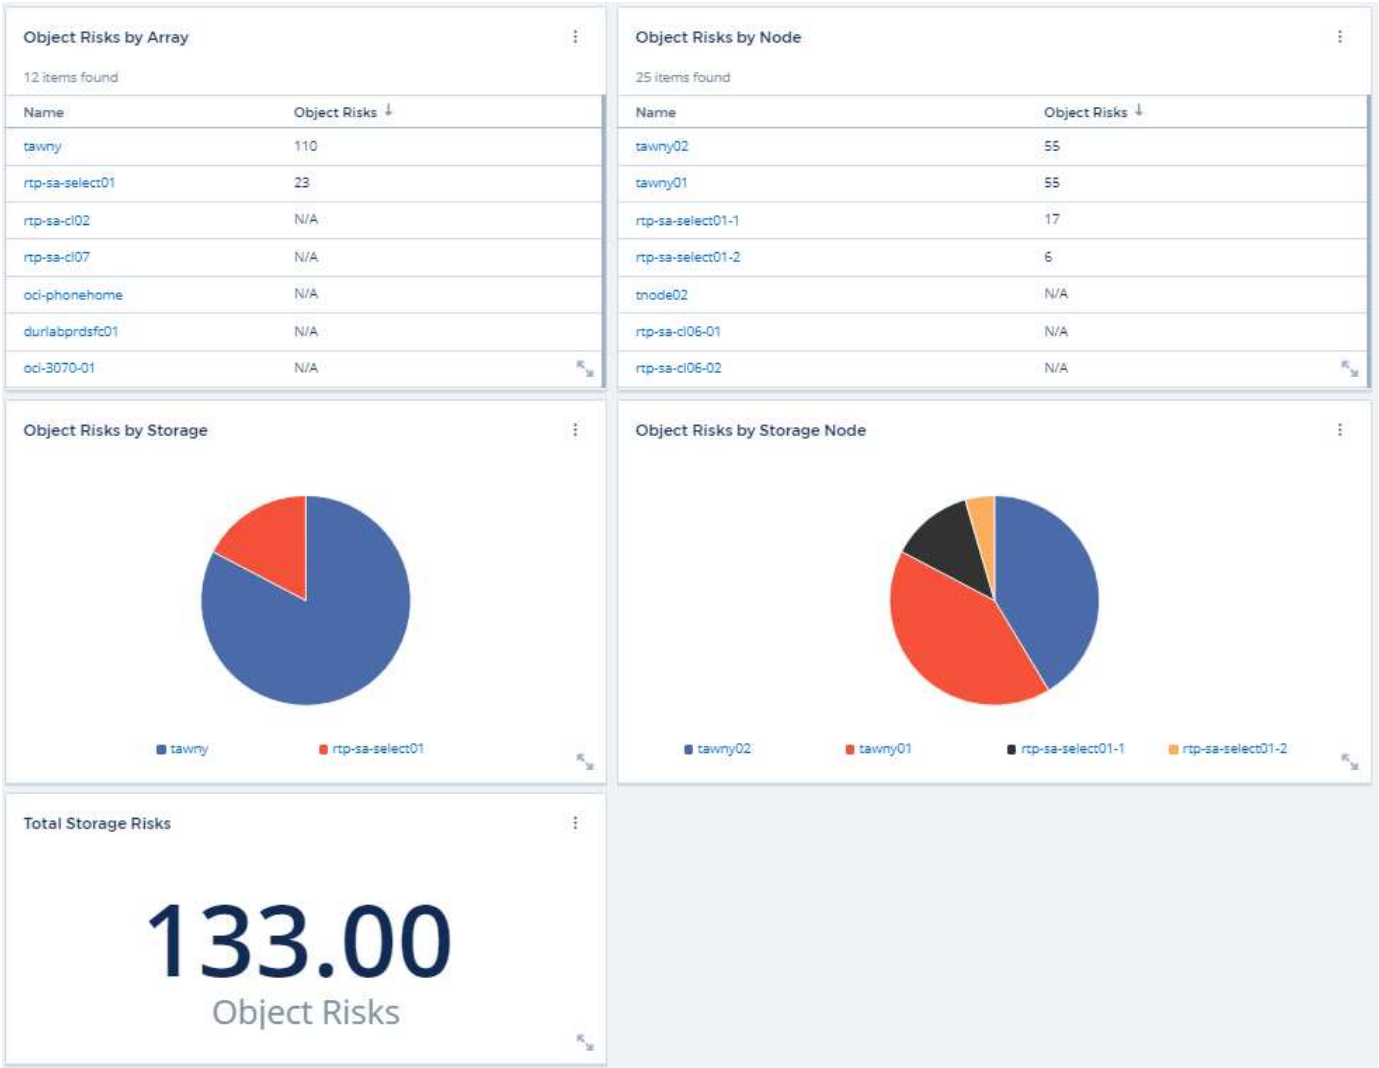 Object Risks by Array
12 items found
Name Object Risks ↓
tawny 110
rtp-sa-select01 23
rtp-sa-cl02 N/A
rtp-sa-cl07 N/A
oci-phonehome N/A
durlabprdsfc01 N/A
oci-3070-01 N/A
Object Risks by Node
25 items found
Name Object Risks ↓
tawny02 55
tawny01 55
rtp-sa-select01-1 17
rtp-sa-select01-2 6
tnode02 N/A
rtp-sa-cl06-01 N/A
rtp-sa-cl06-02 N/A
Object Risks by Storage
tawny rtp-sa-select01
Object Risks by Storage Node
tawny02 tawny01 rtp-sa-select01-1 rtp-sa-select01-2
Total Storage Risks
133.00
Object Risks